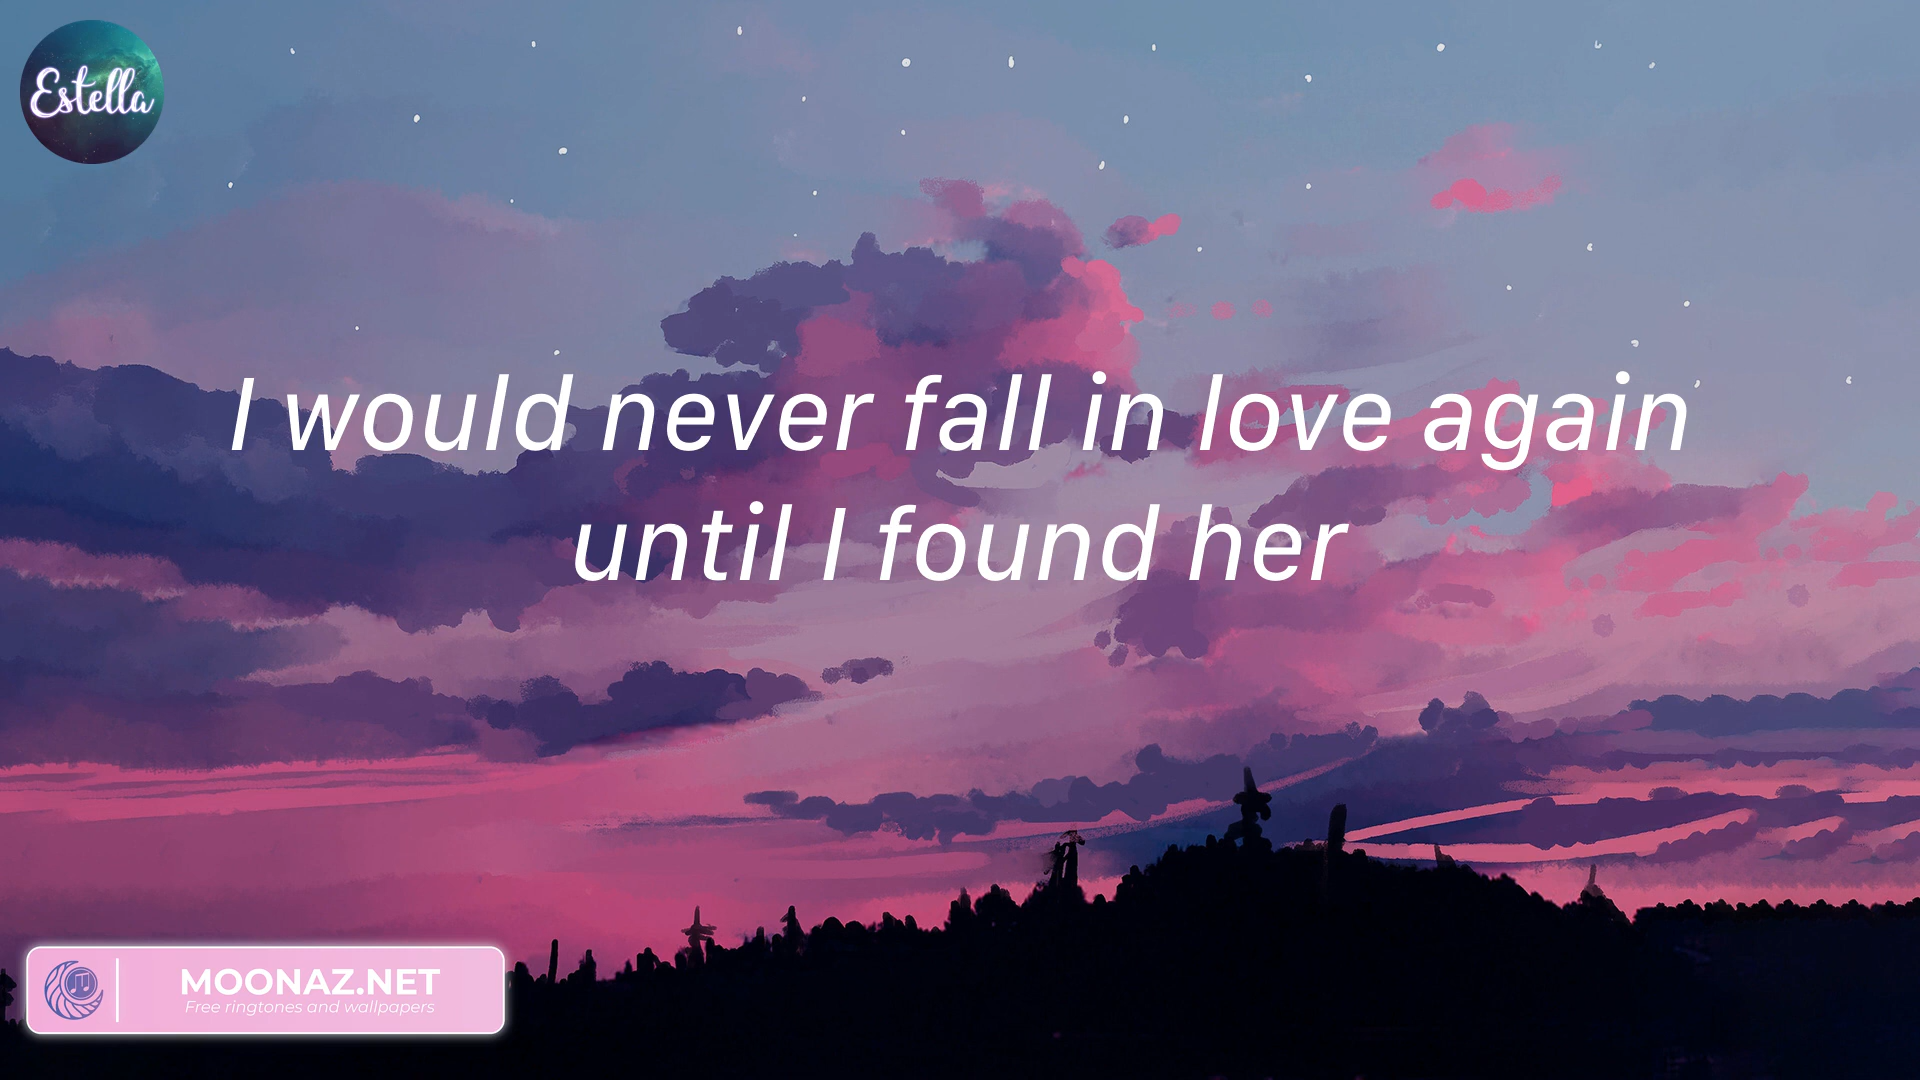 Estella
I would never fall in love again
until I found her
MOONAZ.NET
Free ringtones and wallpapers